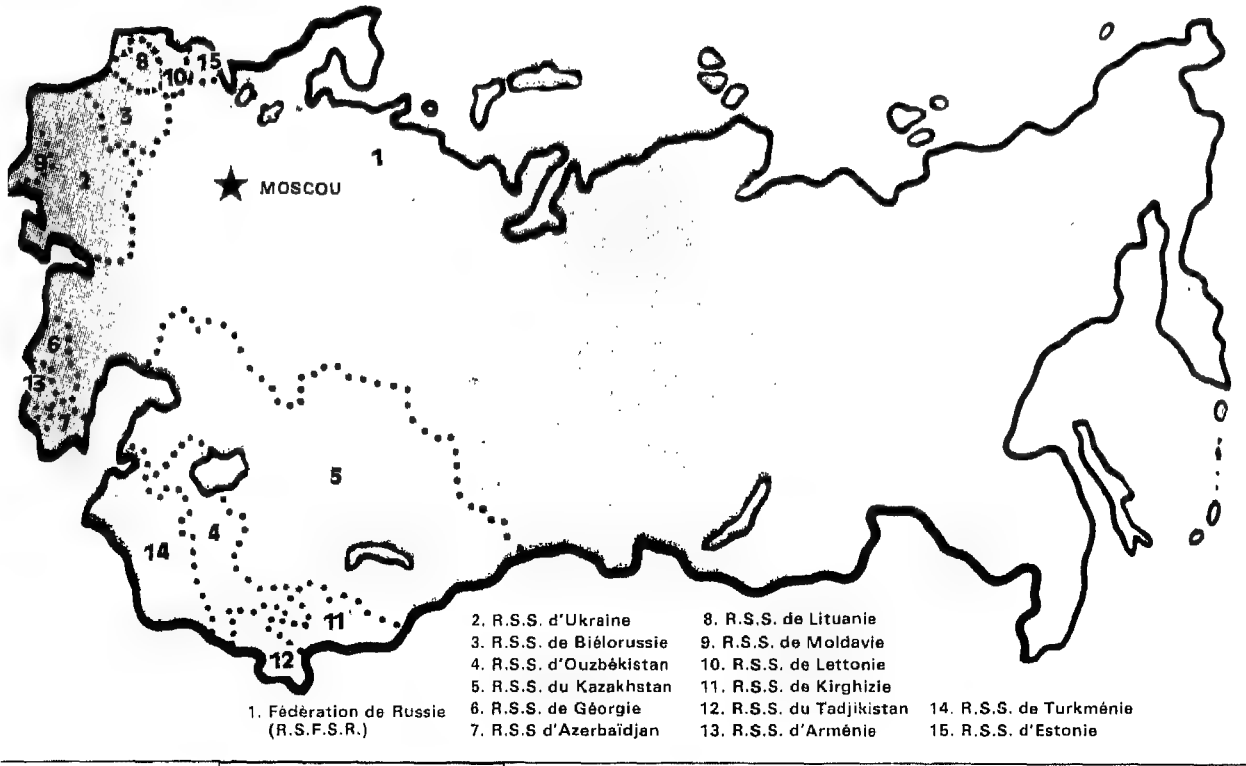 8
15
10
3
1
9
2
★ MOSCOU
6
13
7
5
4
14
11
12
1. Fédération de Russie
(R.S.F.S.R.)
2. R.S.S. d'Ukraine
3. R.S.S. de Biélorussie
4. R.S.S. d'Ouzbékistan
5. R.S.S. du Kazakhstan
6. R.S.S. de Géorgie
7. R.S.S d'Azerbaïdjan
8. R.S.S. de Lituanie
9. R.S.S. de Moldavie
10. R.S.S. de Lettonie
11. R.S.S. de Kirghizie
12. R.S.S. du Tadjikistan
13. R.S.S. d'Arménie
14. R.S.S. de Turkménie
15. R.S.S. d'Estonie